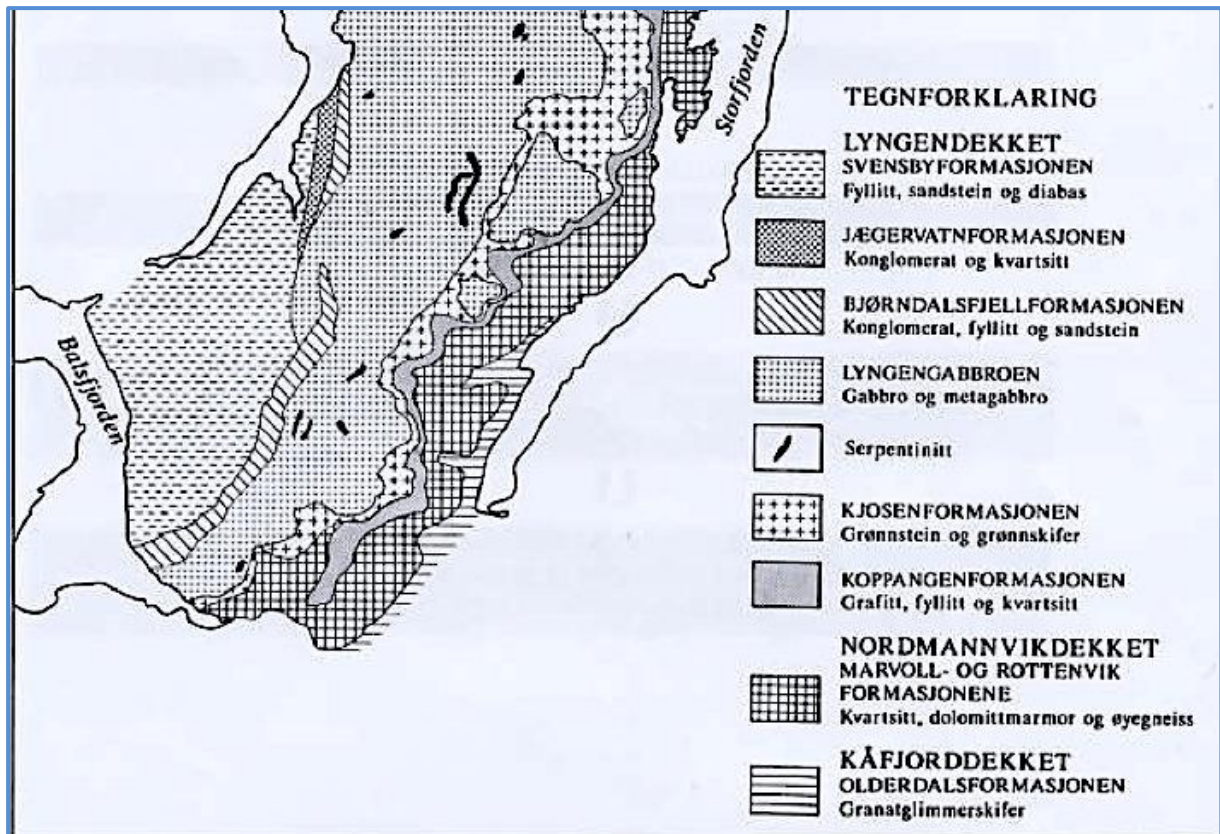 Storfjorden
Balsfjorden
TEGNFORKLARING
LYNGENDEKKET
SVENSBYFORMASJONEN
Fyllitt, sandstein og diabas
JÆGERVATNFORMASJONEN
Konglomerat og kvartsitt
BJØRNDALSFJELLFORMASJONEN
Konglomerat, fyllitt og sandstein
LYNGENGABBROEN
Gabbro og metagabbro
Serpentinitt
KJOSENFORMASJONEN
Grønnstein og grønnskifer
KOPPANGENFORMASJONEN
Grafitt, fyllitt og kvartsitt
NORDMANNVIKDEKKET
MARVOLL- OG ROTTENVIK
FORMASJONENE
Kvartsitt, dolomittmarmor og øyegneiss
KÅFJORDDEKKET
OLDERDALSFORMASJONEN
Granatglimmerskifer